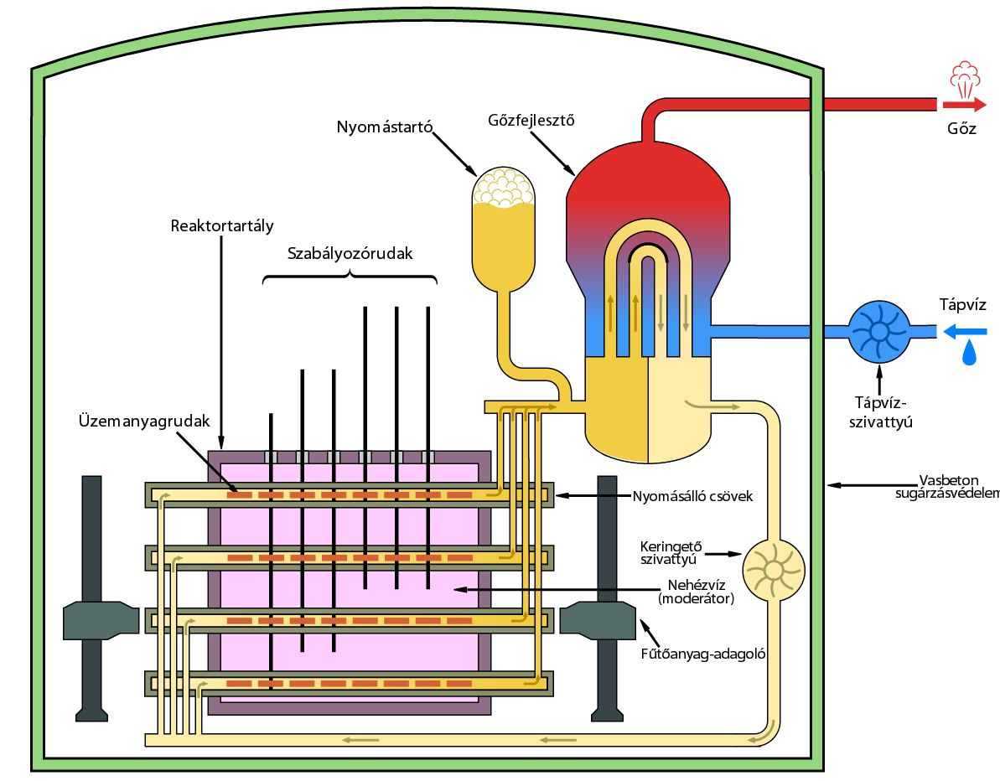 Gőz
Nyomástartó
Gőzfejlesztő
Reaktortartály
Szabályozórudak
Tápvíz
Tápvíz-
szivattyú
Üzemanyagrudak
Vasbeton
sugárzásvédelem
Nyomásálló csövek
Keringető
szivattyú
Nehézvíz
(moderátor)
Fűtőanyag-adagoló